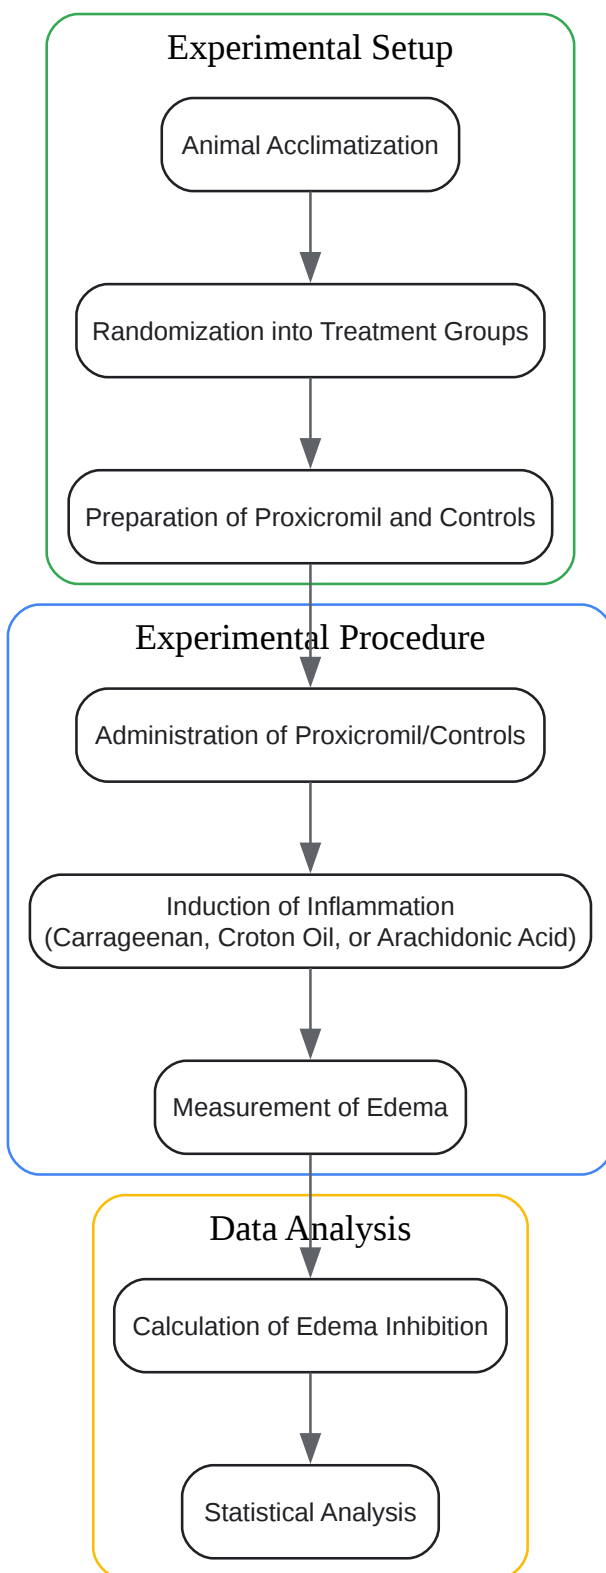 Experimental Setup
Animal Acclimatization
Randomization into Treatment Groups
Preparation of Proxicromil and Controls
Experimental Procedure
Administration of Proxicromil/Controls
Induction of Inflammation
(Carrageenan, Croton Oil, or Arachidonic Acid)
Measurement of Edema
Data Analysis
Calculation of Edema Inhibition
Statistical Analysis